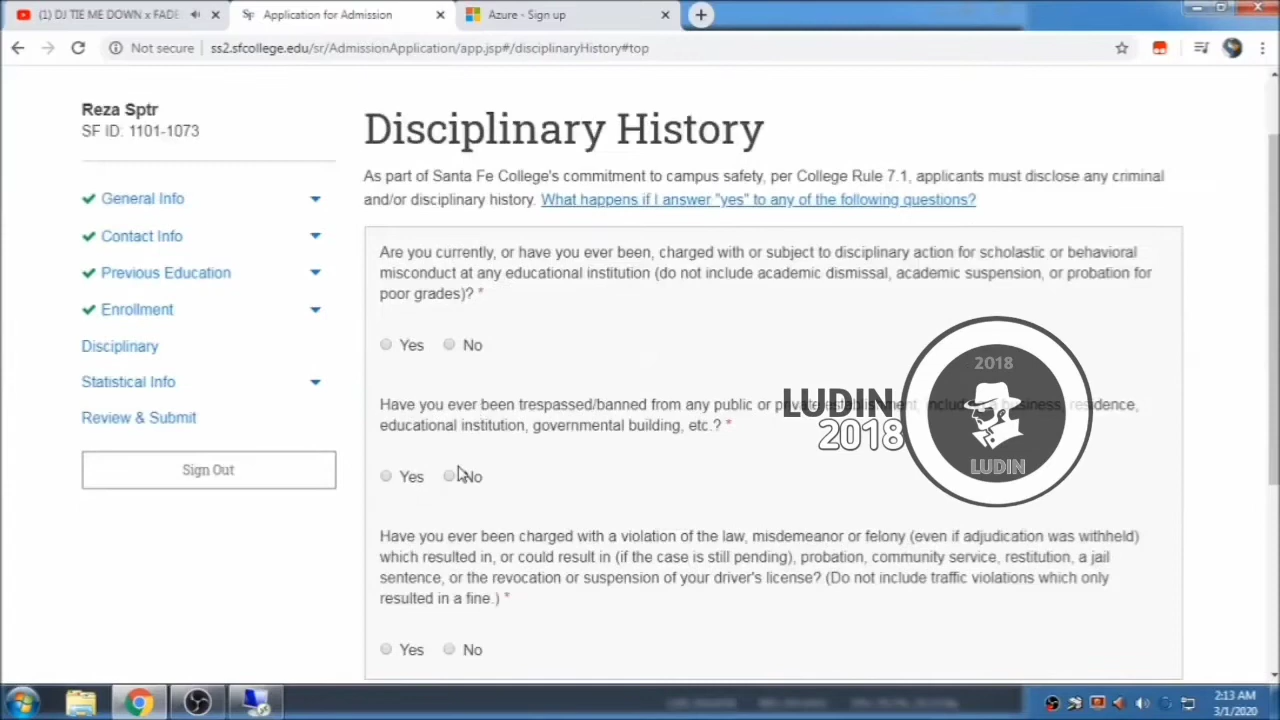 (1) DJ TIE ME DOWN x FADE
Application for Admission
Azure - Sign up
Not secure
ss2.sfcollege.edu/sr/AdmissionApplication/app.jsp#/disciplinaryHistory#top
Reza Sptr
SF ID: 1101-1073
General Info
Contact Info
Previous Education
Enrollment
Disciplinary
Statistical Info
Review & Submit
Sign Out
Disciplinary History
As part of Santa Fe College's commitment to campus safety, per College Rule 7.1, applicants must disclose any criminal
and/or disciplinary history. What happens if I answer "yes" to any of the following questions?
Are you currently, or have you ever been, charged with or subject to disciplinary action for scholastic or behavioral
misconduct at any educational institution (do not include academic dismissal, academic suspension, or probation for
poor grades)? *
Yes No
Have you ever been trespassed/banned from any public or private establishment, including a business, residence,
educational institution, governmental building, etc.? *
Yes No
Have you ever been charged with a violation of the law, misdemeanor or felony (even if adjudication was withheld)
which resulted in, or could result in (if the case is still pending), probation, community service, restitution, a jail
sentence, or the revocation or suspension of your driver's license? (Do not include traffic violations which only
resulted in a fine.) *
Yes No
LUDIN
2018
2018
LUDIN
2:13 AM
3/1/2020